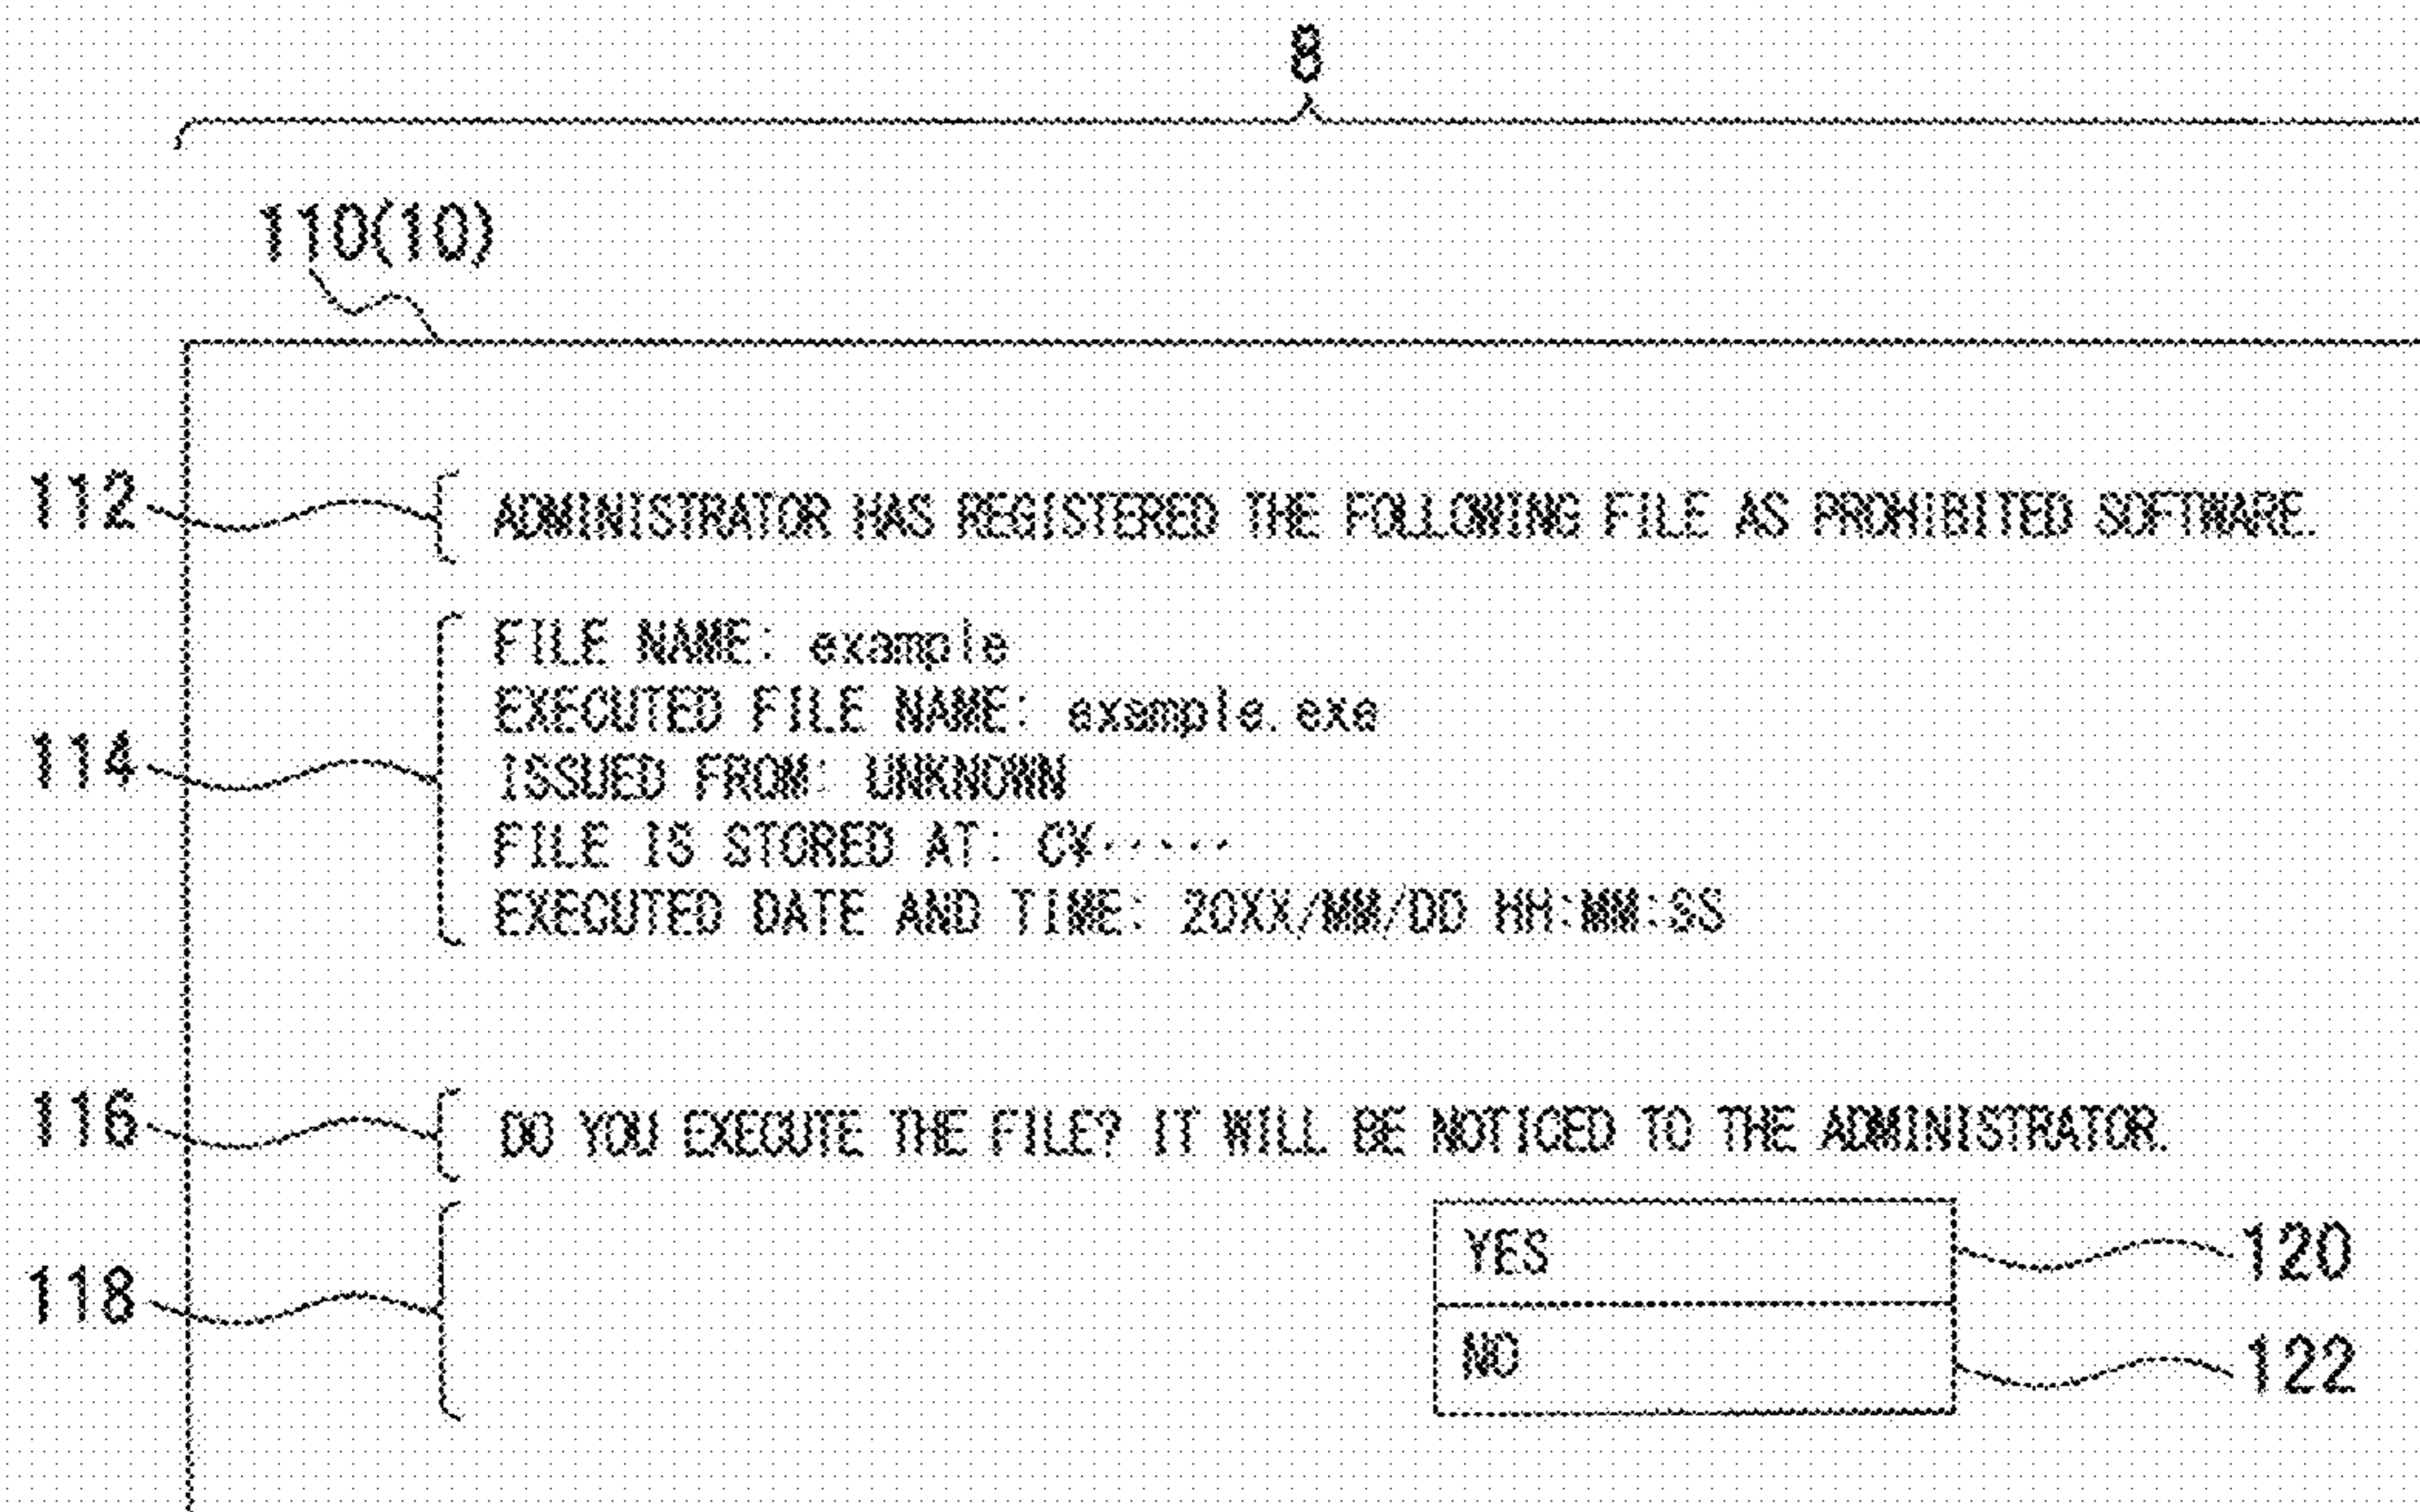 8
110(10)
112 ADMINISTRATOR HAS REGISTERED THE FOLLOWING FILE AS PROHIBITED SOFTWARE.
FILE NAME: example
EXECUTED FILE NAME: example.exe
114 ISSUED FROM: UNKNOWN
FILE IS STORED AT: C¥·····
EXECUTED DATE AND TIME: 20XX/MM/DD HH:MM:SS
116 DO YOU EXECUTE THE FILE? IT WILL BE NOTICED TO THE ADMINISTRATOR.
YES 120
118
NO 122